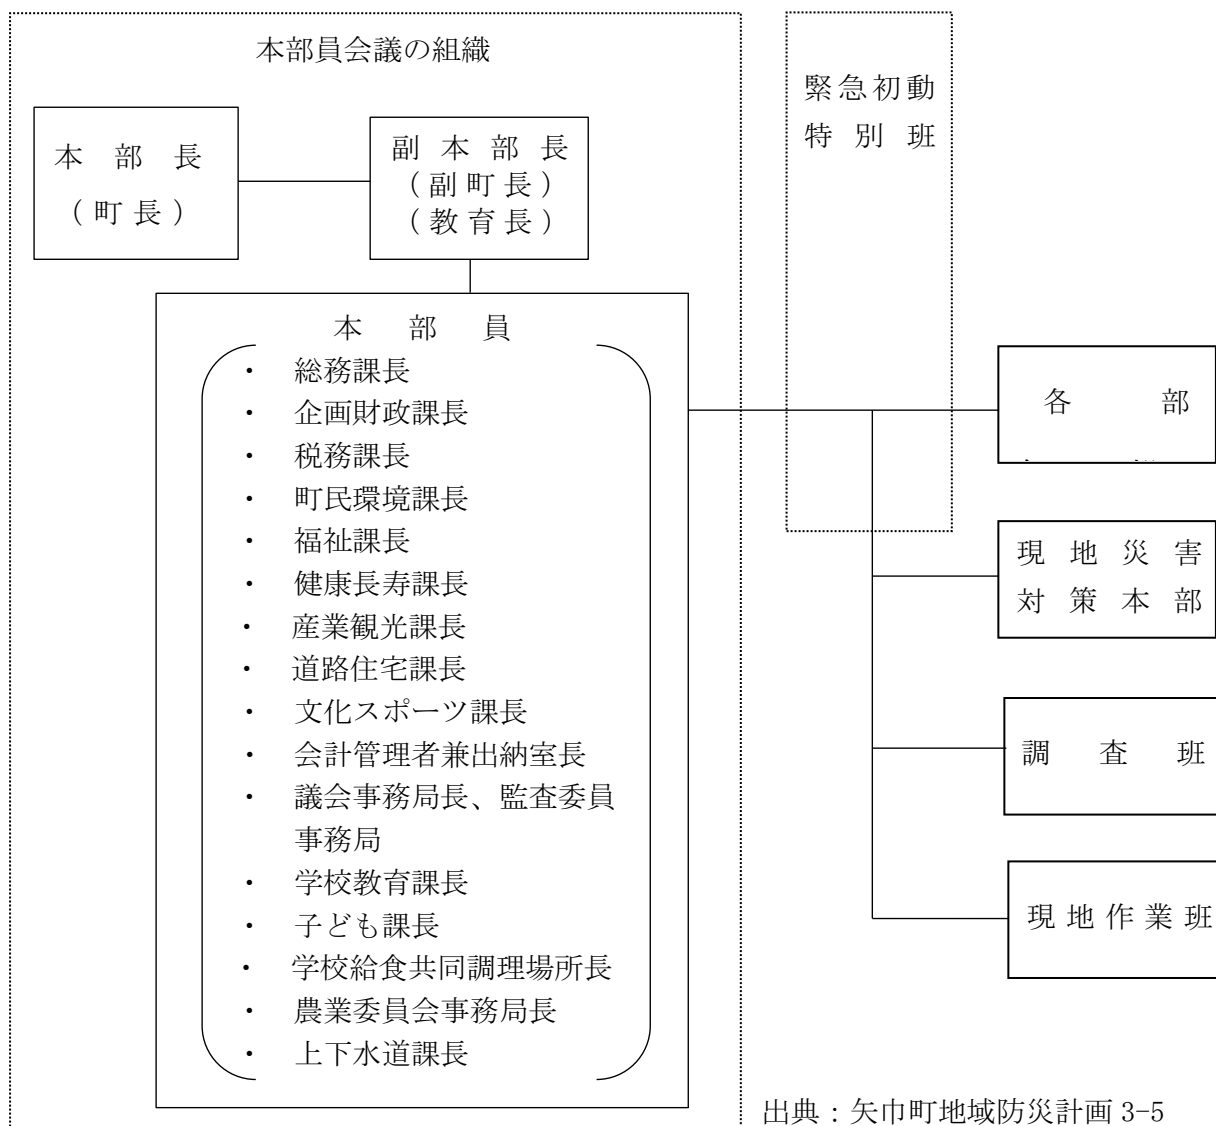 本部員会議の組織
緊急初動
特別班
本部長
（町長）
副本部長
（副町長）
（教育長）
本部員
・ 総務課長
・ 企画財政課長
・ 税務課長
・ 町民環境課長
・ 福祉課長
・ 健康長寿課長
・ 産業観光課長
・ 道路住宅課長
・ 文化スポーツ課長
・ 会計管理者兼出納室長
・ 議会事務局長、監査委員
事務局
・ 学校教育課長
・ 子ども課長
・ 学校給食共同調理場所長
・ 農業委員会事務局長
・ 上下水道課長
各部
現地災害
対策本部
調査班
現地作業班
出典：矢巾町地域防災計画 3-5